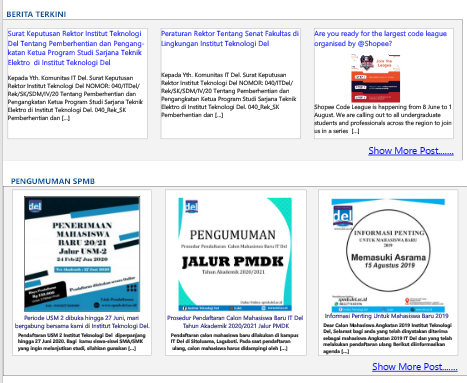 BERITA TERKINI
Surat Keputusan Rektor Institut Teknologi
Del Tentang Pemberhentian dan Pengang-
katan Ketua Program Studi Sarjana Teknik
Elektro di Institut Teknologi Del.
Kepada Yth. Komunitas IT Del. Surat Keputusan
Rektor Institut Teknologi Del NOMOR: 040/ITDel/
Rek/SK/SDM/IV/20 Tentang Pemberhentian dan
Pengangkatan Ketua Program Studi Sarjana Teknik
Elektro di Institut Teknologi Del. 040_Rek_SK
Pemberhentian dan [...]
Peraturan Rektor Tentang Senat Fakultas di
Lingkungan Institut Teknologi Del
Kepada Yth. Komunitas IT Del. Surat Keputusan
Rektor Institut Teknologi Del NOMOR: 040/ITDel/
Rek/SK/SDM/IV/20 Tentang Pemberhentian dan
Pengangkatan Ketua Program Studi Sarjana Teknik
Elektro di Institut Teknologi Del. 040_Rek_SK
Pemberhentian dan [...]
Are you ready for the largest code league
organised by @Shopee?
Shopee Code League is happening from 8 June to 1
August. We are calling out to all undergraduate
students and professionals across the region to join
us in a series [...]
Show More Post.......
PENGUMUMAN SPMB
del
PENERIMAAN
MAHASISWA
BARU 20/21
Jalur USM-2
24 Feb-27 Jun 2020
Periode USM 2 dibuka hingga 27 Juni, mari
bergabung bersama kami di Institut Teknologi Del.
Pendaftaran USM 2 Institut Teknologi Del diperpanjang
hingga 27 Juni 2020. Bagi kamu siswa-siswi SMA/SMK
yang ingin melanjutkan studi, silahkan gunakan [...]
del
PENGUMUMAN
Prosedur Pendaftaran Calon Mahasiswa Baru IT Del
JALUR PMDK
Tahun Akademik 2020/2021
Prosedur Pendaftaran Calon Mahasiswa Baru IT Del
Tahun Akademik 2020/2021 Jalur PMDK
Pendaftaran calon mahasiswa baru dilakukan di kampus
IT Del di Sitoluama, Laguboti. Pada saat pendaftaran
ulang, calon mahasiswa harus didampingi oleh [...]
del
INFORMASI PENTING
UNTUK MAHASISWA BARU
2019
Memasuki Asrama
15 Agustus 2019
Informasi Penting Untuk Mahasiswa Baru 2019
Dear Calon Mahasiswa Angkatan 2019 Institut Teknologi
Del, Selamat bagi anda yang telah dinyatakan diterima
sebagai mahasiswa Angkatan 2019 IT Del dan yang telah
melakukan pendaftaran ulang Berikut diinformasikan
agenda [...]
Show More Post.......